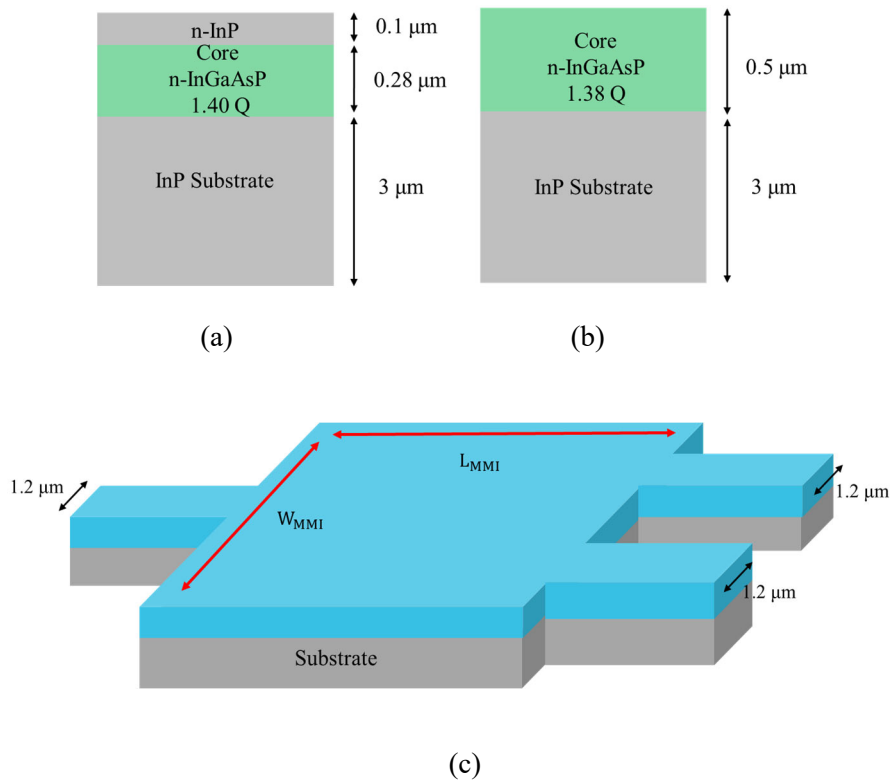 n-InP
0.1 μm
Core
n-InGaAsP
1.40 Q
0.28 μm
InP Substrate
3 μm
(a)
Core
n-InGaAsP
1.38 Q
0.5 μm
InP Substrate
3 μm
(b)
1.2 μm
L_MMI
W_MMI
1.2 μm
1.2 μm
Substrate
(c)